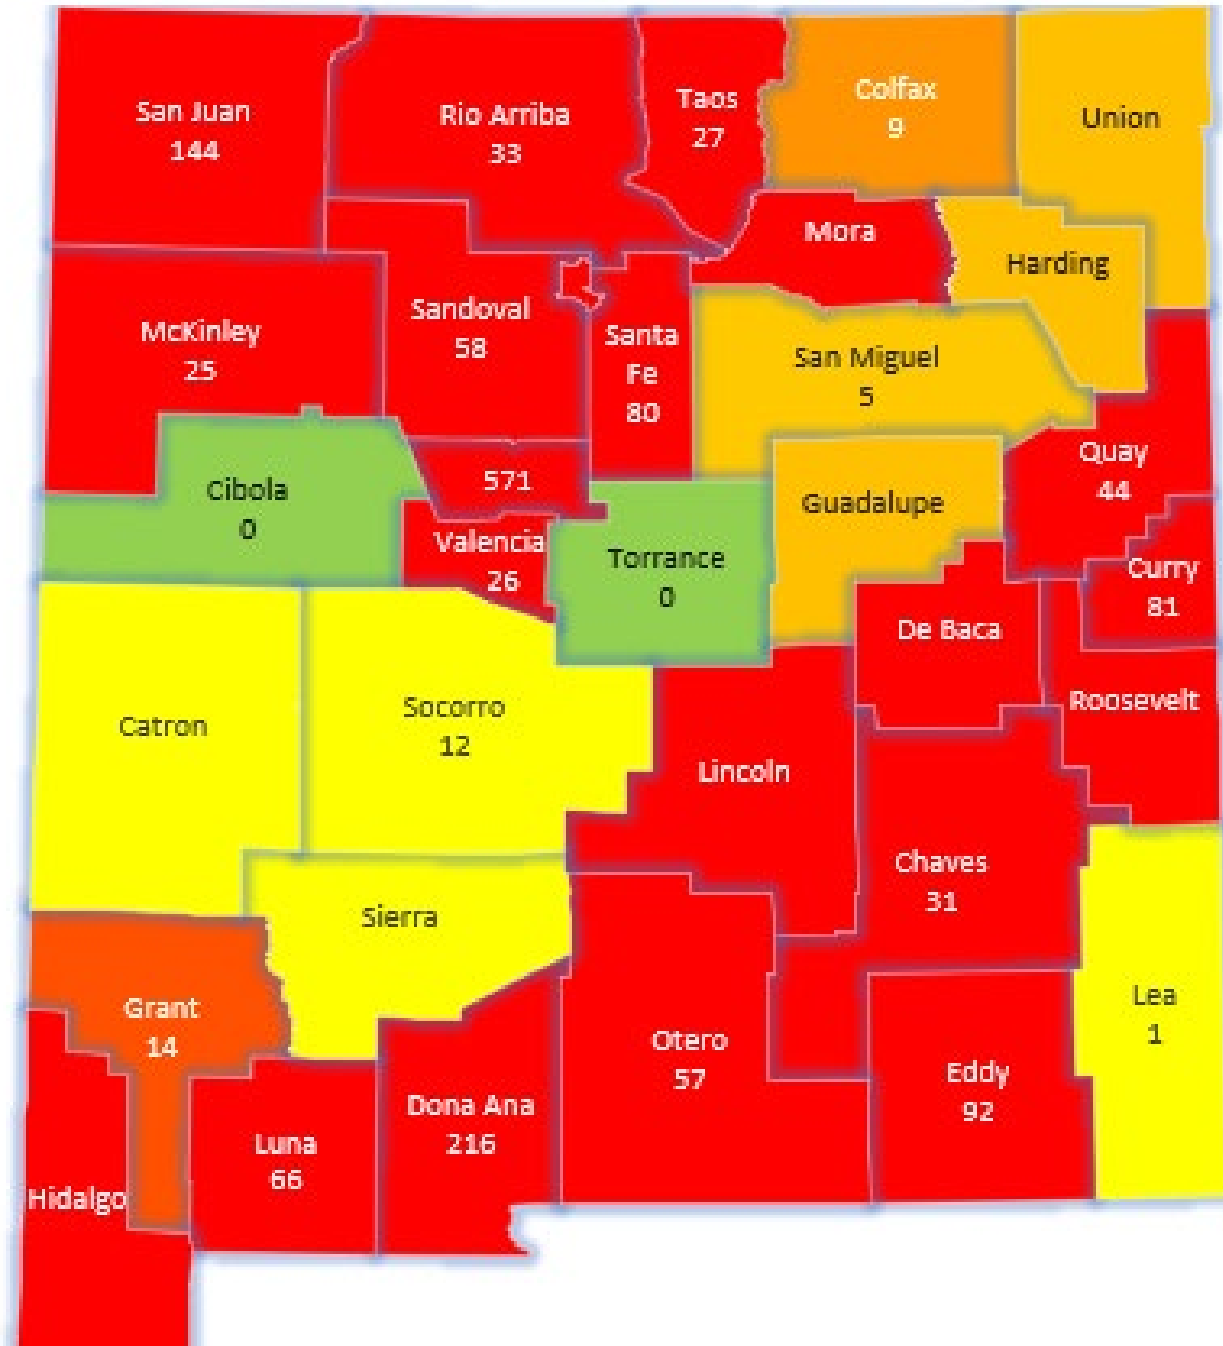 San Juan
144
Rio Arriba
33
Taos
27
Colfax
9
Union
Mora
Harding
McKinley
25
Sandoval
58
Santa
Fe
80
San Miguel
5
Quay
44
Cibola
0
571
Guadalupe
Valencia
26
Torrance
0
Curry
81
De Baca
Roosevelt
Catron
Socorro
12
Lincoln
Chaves
31
Sierra
Lea
1
Grant
14
Otero
57
Eddy
92
Dona Ana
216
Luna
66
Hidalgo